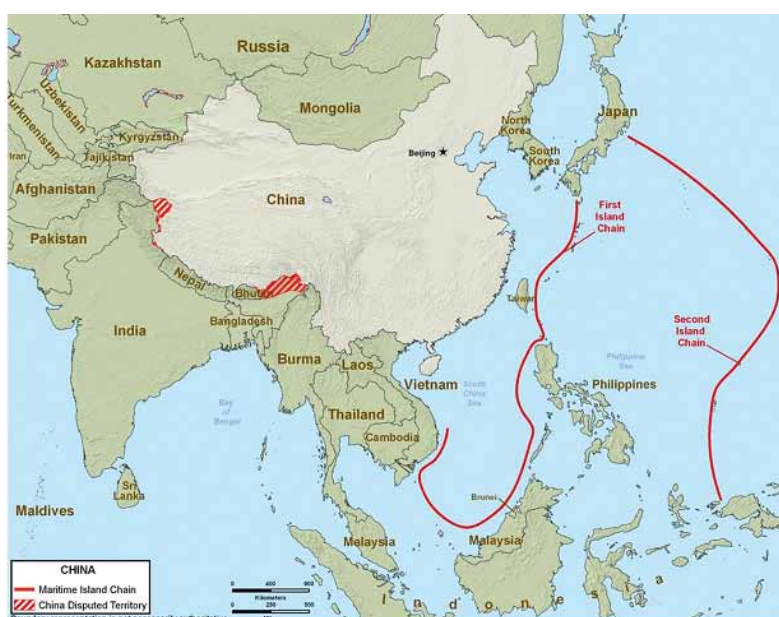 Russia
Kazakhstan
Mongolia
Uzbekistan
Turkmenistan
Kyrgyzstan
Tajikistan
Iran
Afghanistan
Pakistan
China
Beijing
North
Korea
South
Korea
Japan
First
Island
Chain
Nepal
Bhutan
India
Bangladesh
Burma
Laos
Vietnam
Thailand
Cambodia
Taiwan
Second
Island
Chain
Philippine
Sea
Philippines
South
China
Sea
Bay
of
Bengal
Sri
Lanka
Maldives
Brunei
Malaysia
Malaysia
Indonesia
CHINA
Maritime Island Chain
China Disputed Territory
Kilometers